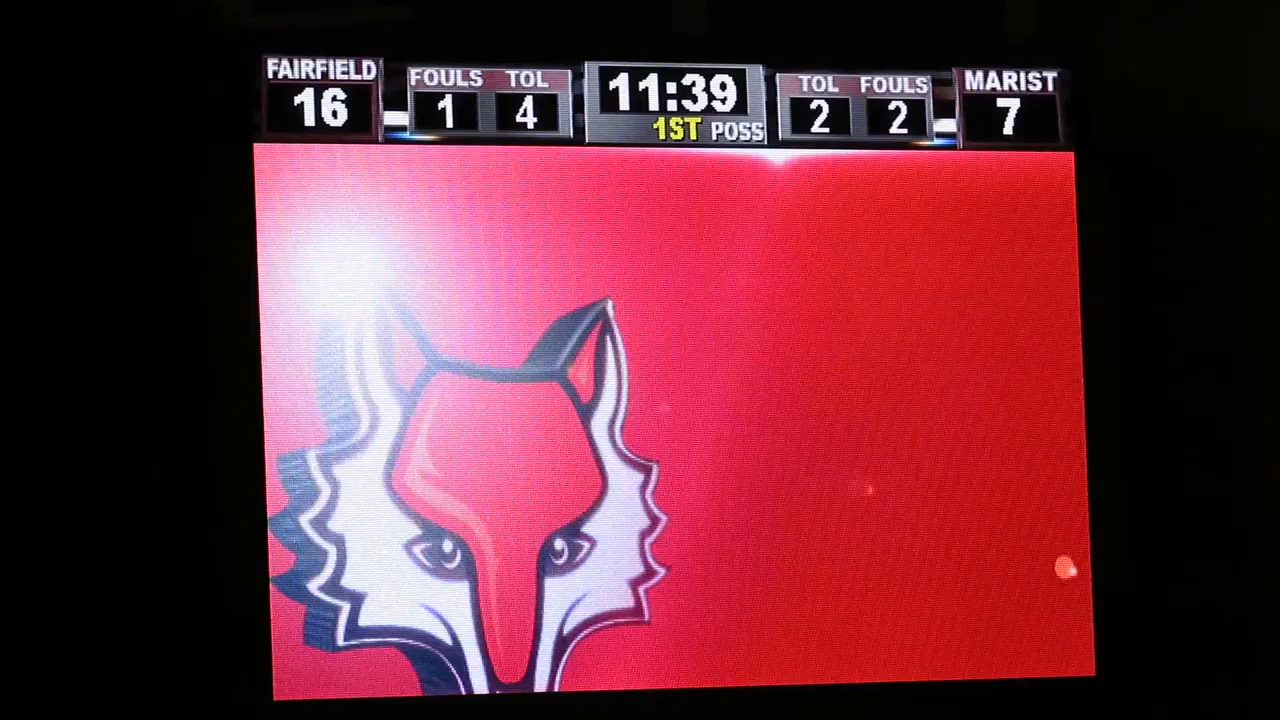 FAIRFIELD
16
FOULS TOL
1 4
11:39
1ST POSS
TOL FOULS
2 2
MARIST
7